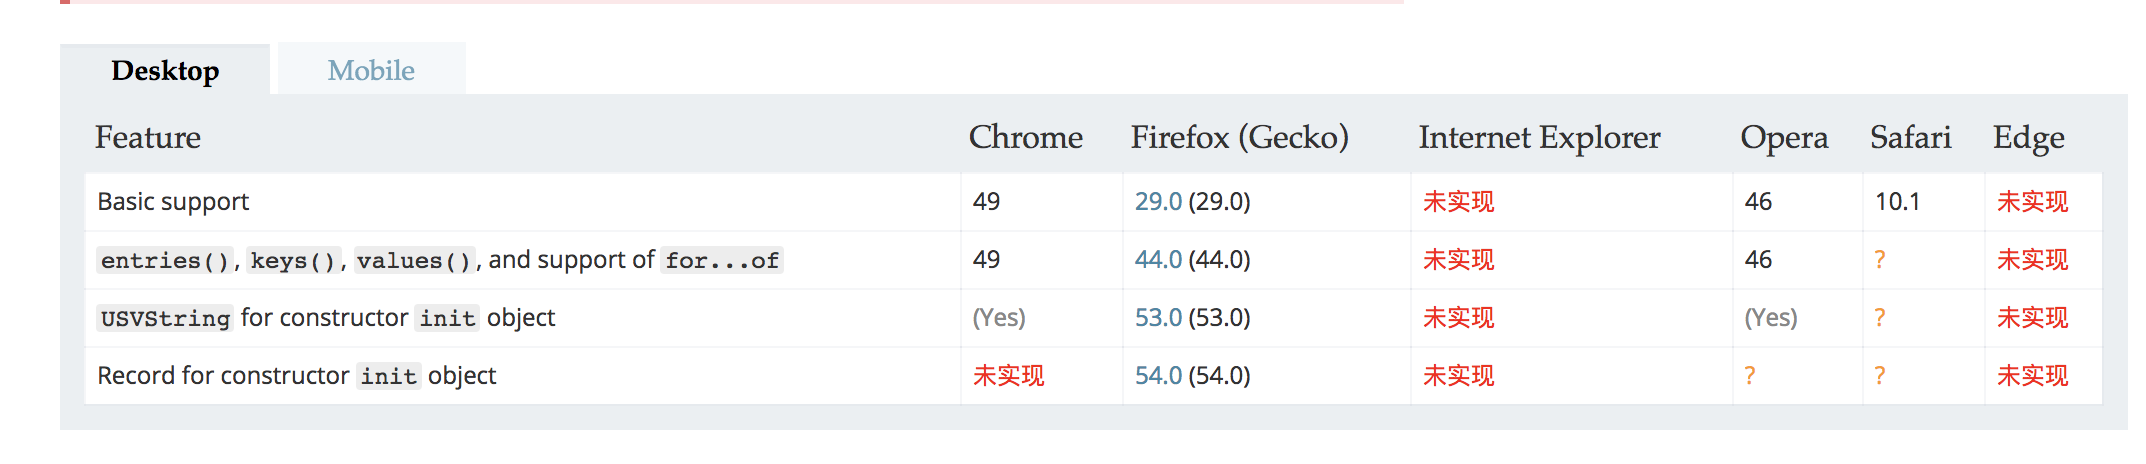 Desktop Mobile
Feature Chrome Firefox (Gecko) Internet Explorer Opera Safari Edge
Basic support 49 29.0 (29.0) 未实现 46 10.1 未实现
entries(), keys(), values(), and support of for...of 49 44.0 (44.0) 未实现 46 ? 未实现
USVString for constructor init object (Yes) 53.0 (53.0) 未实现 (Yes) ? 未实现
Record for constructor init object 未实现 54.0 (54.0) 未实现 ? ? 未实现